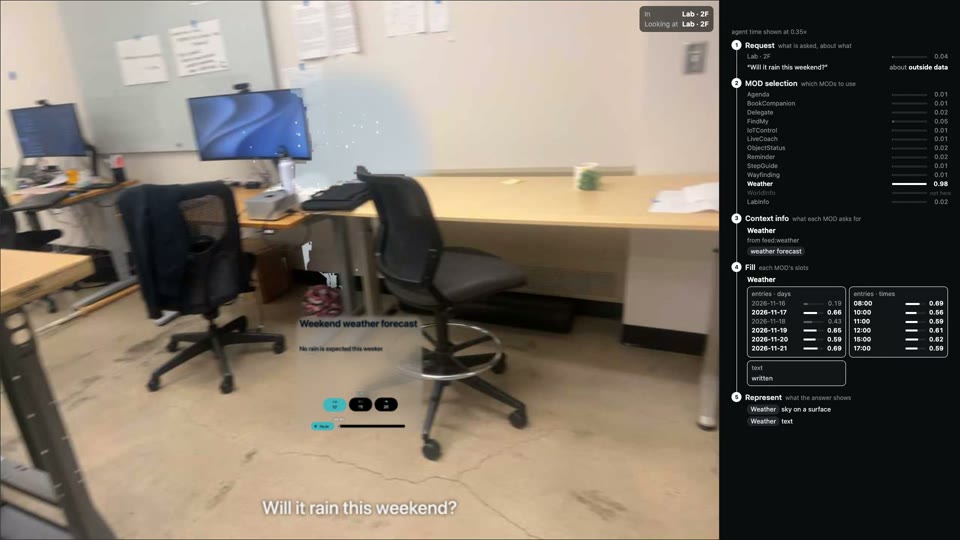 In Lab · 2F
Looking at Lab · 2F
Weekend weather forecast
No rain is expected this weeker
Will it rain this weekend?
agent time shown at 0.35×
1 Request what is asked, about what
Lab · 2F 0.04
"Will it rain this weekend?" about outside data
2 MOD selection which MODs to use
Agenda 0.01
BookCompanion 0.01
Delegate 0.02
FindMy 0.05
IoTControl 0.01
LiveCoach 0.01
ObjectStatus 0.02
Reminder 0.02
StepGuide 0.01
Wayfinding 0.01
Weather 0.98
WorldInfo not here
LabInfo 0.02
3 Context info what each MOD asks for
Weather
from feed:weather
weather forecast
4 Fill each MOD's slots
Weather
entries · days
2026-11-16 0.19
2026-11-17 0.66
2026-11-18 0.43
2026-11-19 0.65
2026-11-20 0.59
2026-11-21 0.69
entries · times
08:00 0.69
10:00 0.56
11:00 0.59
12:00 0.61
15:00 0.62
17:00 0.59
text
written
5 Represent what the answer shows
Weather sky on a surface
Weather text